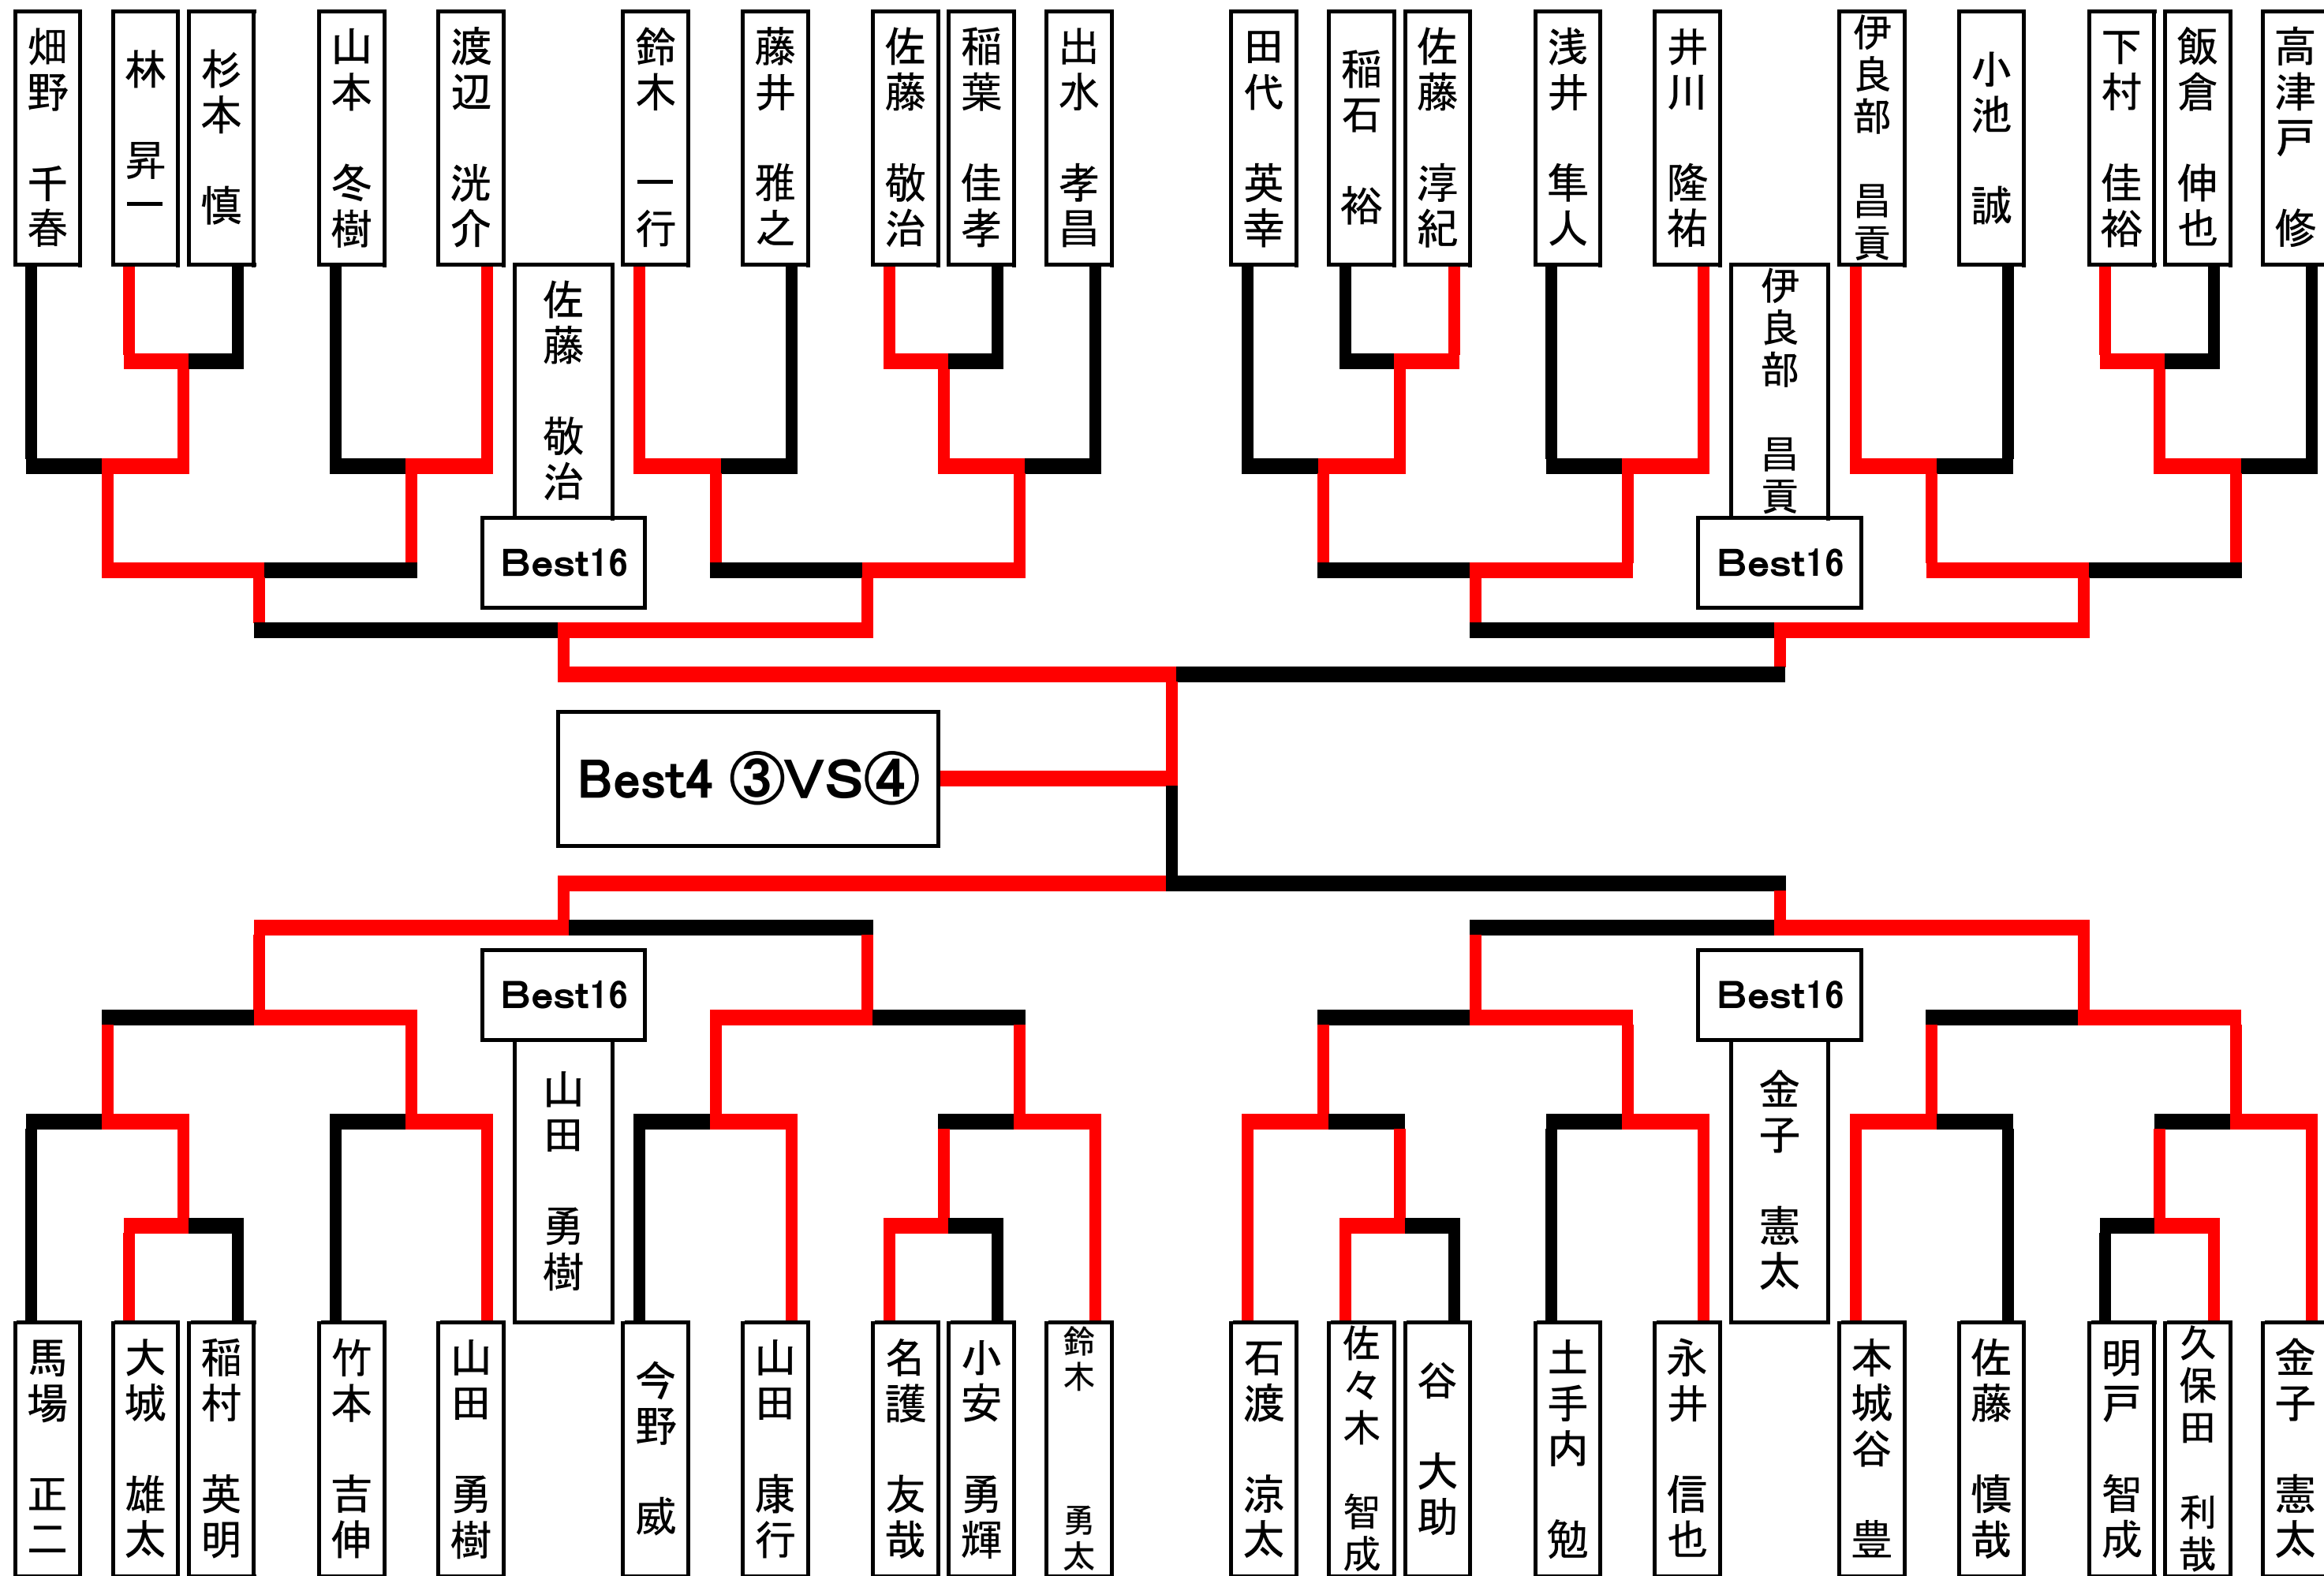 畑野 千春
林 昇一
杉本 慎
山本 冬樹
渡辺 洸介
鈴木 一行
藤井 雅之
佐藤 敬治
稲葉 佳孝
出水 孝昌
田代 英幸
稲石 裕
佐藤 淳紀
浅井 隼人
井川 隆祐
伊良部 昌貢
小池 誠
下村 佳裕
飯倉 伸也
高津戸 修
佐藤 敬治
伊良部 昌貢
Best16
Best16
Best4 ③VS④
Best16
Best16
山田 勇樹
金子 憲太
馬場 正二
大城 雄太
稲村 英明
竹本 吉伸
山田 勇樹
今野 威
山田 康行
名護 友哉
小安 勇輝
鈴木 勇太
石渡 涼太
佐々木 智成
谷 大助
土手内 勉
永井 信也
本城谷 豊
佐藤 慎哉
明戸 智成
久保田 利哉
金子 憲太